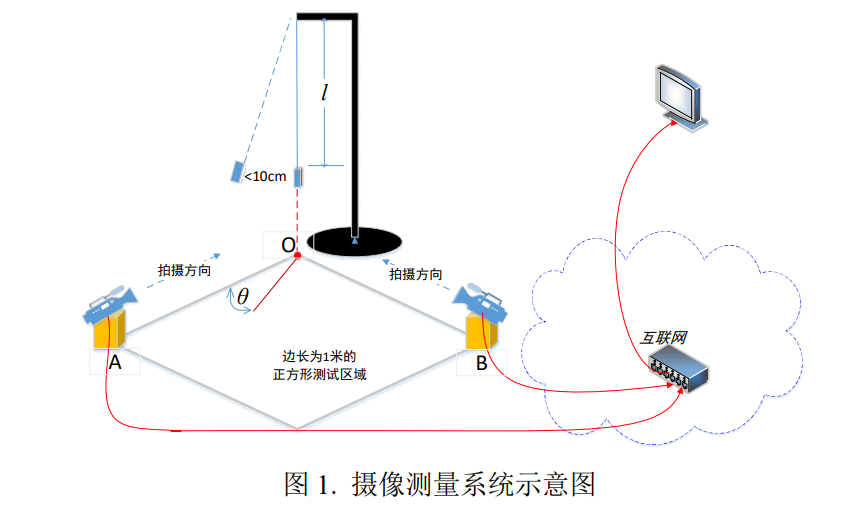 l
<10cm
O
拍摄方向
拍摄方向
θ
互联网
边长为1米的
正方形测试区域
A
B
图 1. 摄像测量系统示意图